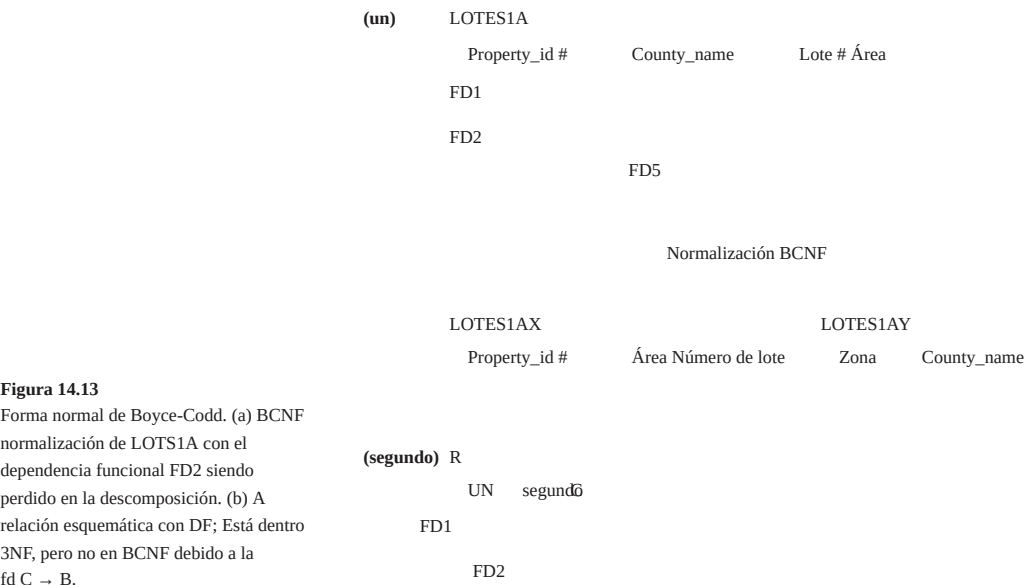 (un) LOTES1A
Property_id # County_name Lote # Área
FD1
FD2
FD5
Normalización BCNF
LOTES1AX LOTES1AY
Property_id # Área Número de lote Zona County_name
Figura 14.13
Forma normal de Boyce-Codd. (a) BCNF
normalización de LOTS1A con el
dependencia funcional FD2 siendo
perdido en la descomposición. (b) A
relación esquemática con DF; Está dentro
3NF, pero no en BCNF debido a la
fd C → B.
(segundo) R
UN segundo C
FD1
FD2